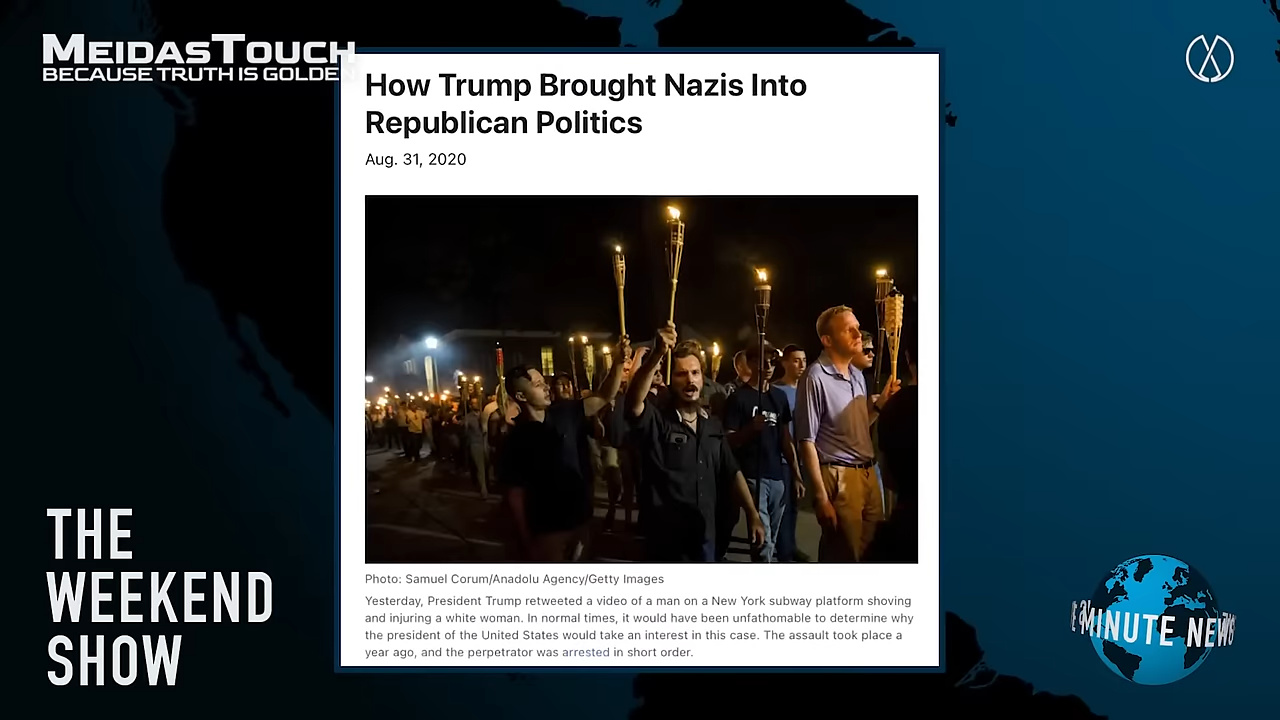 MEIDASTOUCH
BECAUSE TRUTH IS GOLDE
How Trump Brought Nazis Into
Republican Politics
Aug. 31, 2020
Photo: Samuel Corum/Anadolu Agency/Getty Images
Yesterday, President Trump retweeted a video of a man on a New York subway platform shoving
and injuring a white woman. In normal times, it would have been unfathomable to determine why
the president of the United States would take an interest in this case. The assault took place a
year ago, and the perpetrator was arrested in short order.
THE
WEEKEND
SHOW
MINUTE NEWS